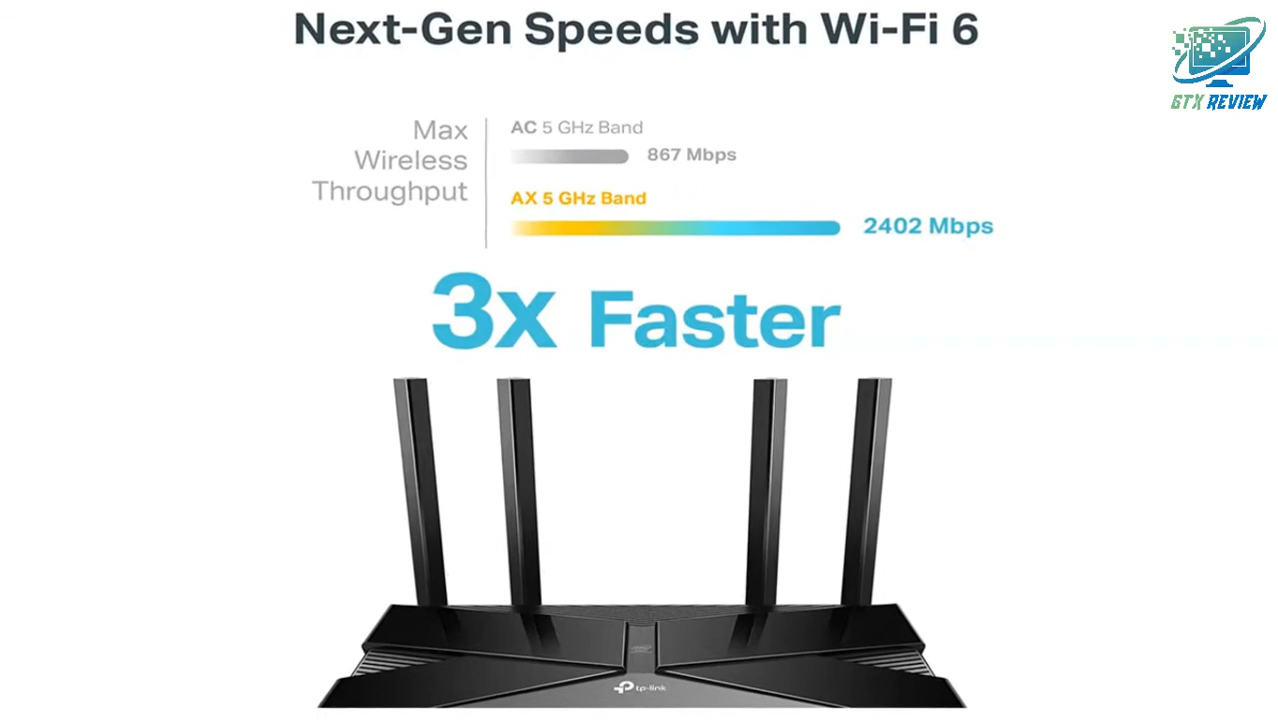 Next-Gen Speeds with Wi-Fi 6
GTX REVIEW
Max
Wireless
Throughput
AC 5 GHz Band
867 Mbps
AX 5 GHz Band
2402 Mbps
3x Faster
tp-link